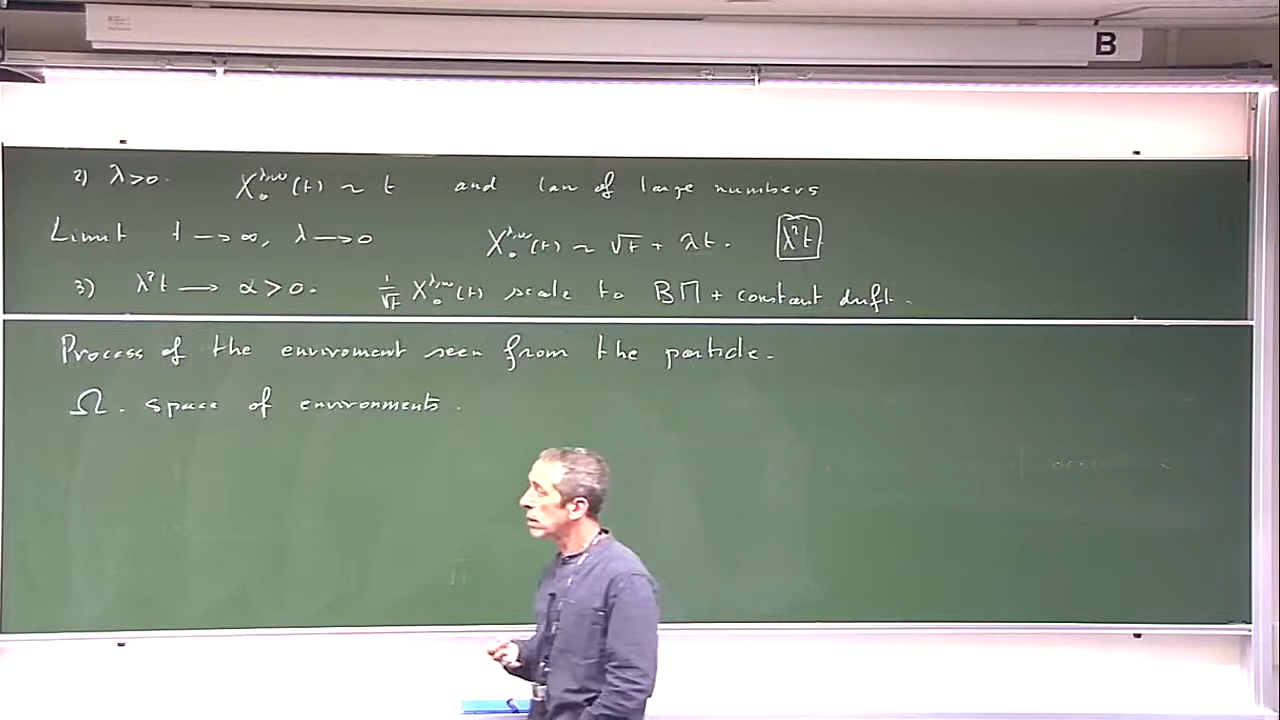 B
2) λ>0. X₀^{λ,ω}(t) ~ t and law of large numbers
Limit t → ∞, λ → 0 X₀^{λ,ω}(t) ~ √t + λt. λ²t
3) λ²t → α > 0. 1/√t X₀^{λ,ω}(t) scale to BM + constant drift.
Process of the enviroment seen from the particle.
Ω. space of environments.